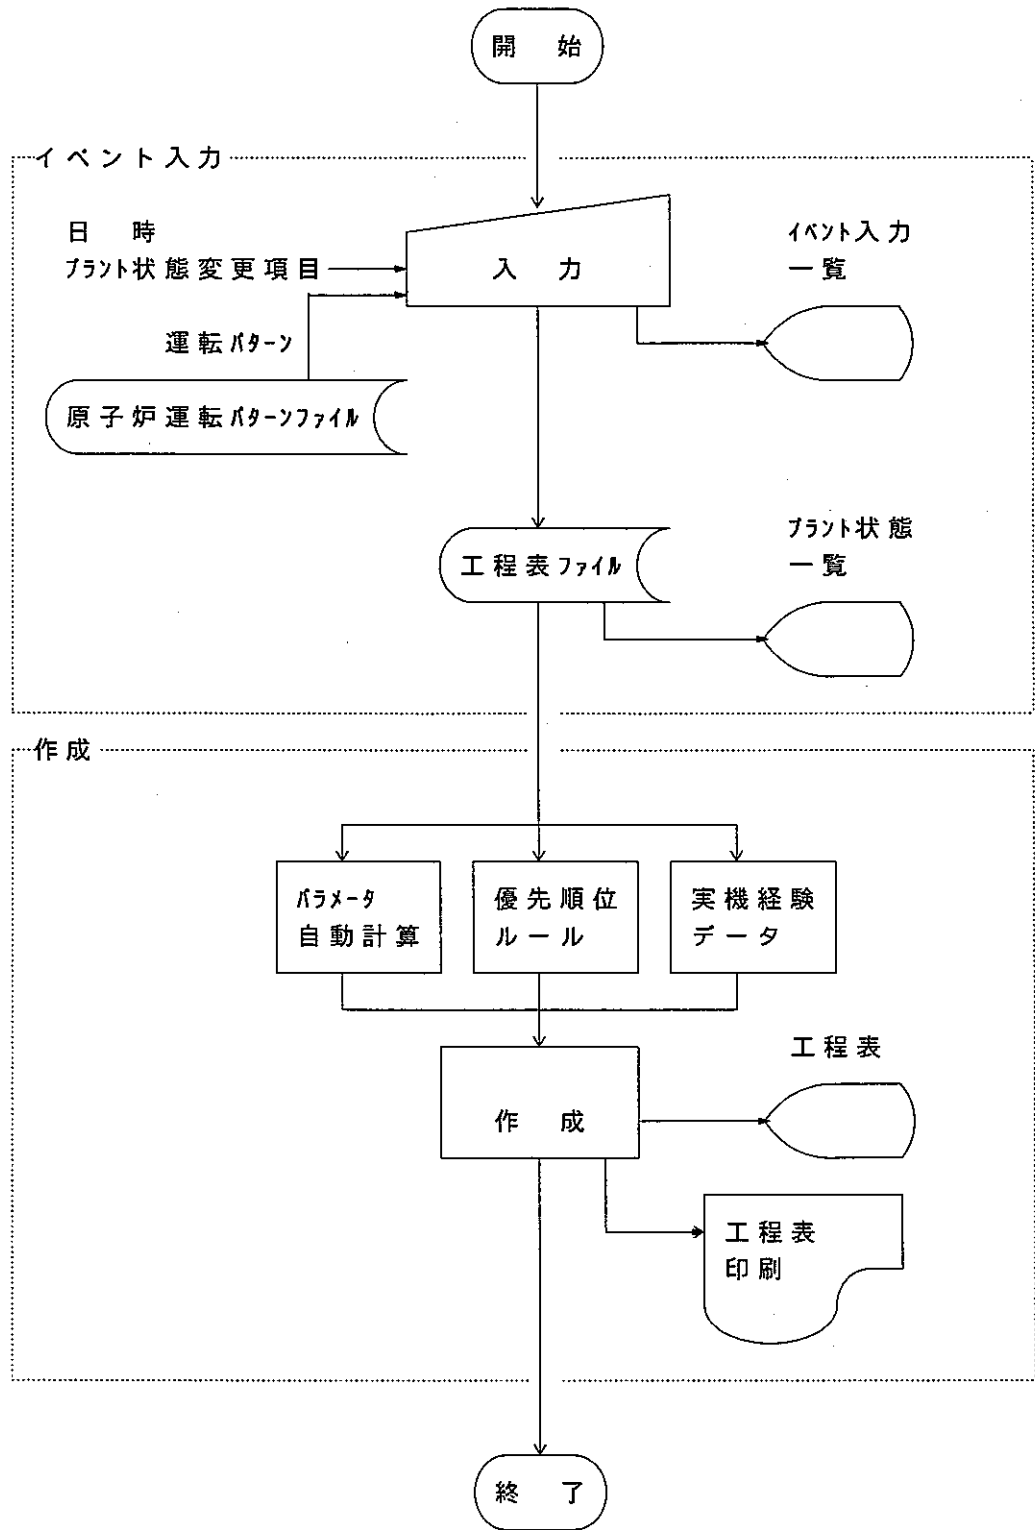 開 始
イベント入力
日 時
プラント状態変更項目
入 力
イベント入力
一覧
運転パターン
原子炉運転パターンファイル
工程表ファイル
プラント状態
一覧
作成
パラメータ
自動計算
優先順位
ルール
実機経験
データ
作 成
工程表
工程表
印刷
終 了